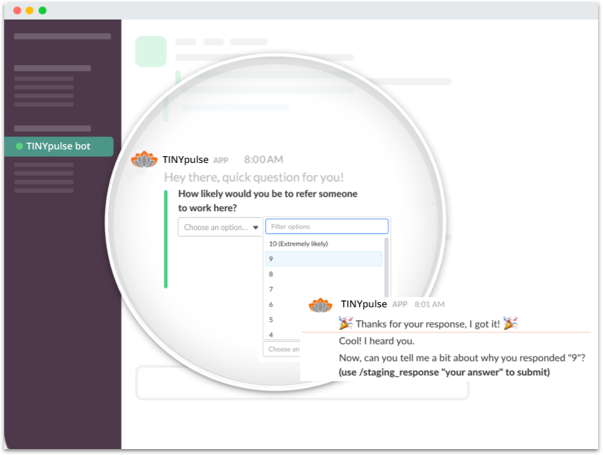 TINYpulse bot
TINYpulse APP 8:00 AM
Hey there, quick question for you!
How likely would you be to refer someone
to work here?
Choose an option...
Filter options
10 (Extremely likely)
9
8
7
6
5
4
Choose an
TINYpulse APP 8:01 AM
🎉 Thanks for your response, I got it! 🎉
Cool! I heard you.
Now, can you tell me a bit about why you responded "9"?
(use /staging_response "your answer" to submit)